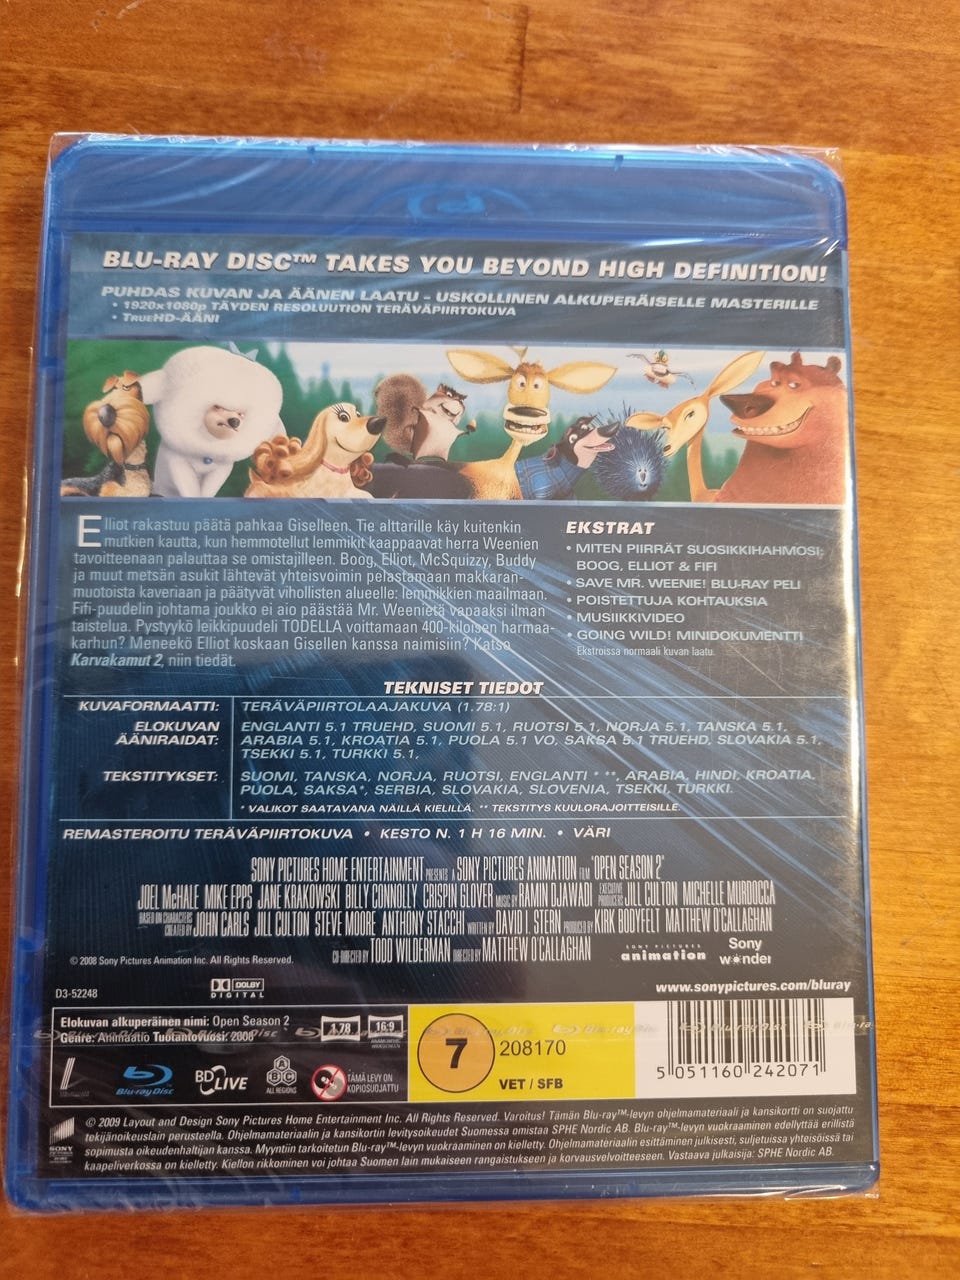 BLU-RAY DISC™ TAKES YOU BEYOND HIGH DEFINITION!
PUHDAS KUVAN JA ÄÄNEN LAATU - USKOLLINEN ALKUPERÄISELLE MASTERILLE
• 1920x1080p TÄYDEN RESOLUUTION TERÄVÄPIIRTOKUVA
• TRUEHD-ÄÄNI
Elliot rakastuu päätä pahkaa Giselleen. Tie alttarille käy kuitenkin
mutkien kautta, kun hemmotellut lemmikit kaappaavat herra Weenien
tavoitteenaan palauttaa se omistajilleen. Boog, Elliot, McSquizzy, Buddy
ja muut metsän asukit lähtevät yhteisvoimin pelastamaan makkaran-
muotoista kaveriaan ja päätyvät vihollisten alueelle: lemmikkien maailmaan.
Fifi-puudelin johtama joukko ei aio päästää Mr. Weenietä vapaaksi ilman
taistelua. Pystyykö leikkipuudeli TODELLA voittamaan 400-kiloisen harmaa-
karhun? Meneekö Elliot koskaan Gisellen kanssa naimisiin? Katso
Karvakamut 2, niin tiedät.
EKSTRAT
• MITEN PIIRRÄT SUOSIKKIHAHMOSI;
BOOG, ELLIOT & FIFI
• SAVE MR. WEENIE! BLU-RAY PELI
• POISTETTUJA KOHTAUKSIA
• MUSIIKKIVIDEO
• GOING WILD! MINIDOKUMENTTI
Ekstroissa normaali kuvan laatu.
TEKNISET TIEDOT
KUVAFORMAATTI: TERÄVÄPIIRTOLAAJAKUVA (1.78:1)
ELOKUVAN ÄÄNIRAIDAT: ENGLANTI 5.1 TRUEHD, SUOMI 5.1, RUOTSI 5.1, NORJA 5.1, TANSKA 5.1,
ARABIA 5.1, KROATIA 5.1, PUOLA 5.1 VO, SAKSA 5.1 TRUEHD, SLOVAKIA 5.1,
TSEKKI 5.1, TURKKI 5.1,
TEKSTITYKSET: SUOMI, TANSKA, NORJA, RUOTSI, ENGLANTI * **, ARABIA, HINDI, KROATIA.
PUOLA, SAKSA*, SERBIA, SLOVAKIA, SLOVENIA, TSEKKI, TURKKI.
* VALIKOT SAATAVANA NÄILLÄ KIELILLÄ. ** TEKSTITYS KUULORAJOITTEISILLE.
REMASTEROITU TERÄVÄPIIRTOKUVA • KESTO N. 1 H 16 MIN. • VÄRI
SONY PICTURES HOME ENTERTAINMENT PRESENTS A SONY PICTURES ANIMATION FILM "OPEN SEASON 2"
JOEL McHALE MIKE EPPS JANE KRAKOWSKI BILLY CONNOLLY CRISPIN GLOVER MUSIC BY RAMIN DJAWADI EXECUTIVE PRODUCERS JILL CULTON MICHELLE MURDOCCA
BASED ON CHARACTERS CREATED BY JOHN CARLS JILL CULTON STEVE MOORE ANTHONY STACCHI WRITTEN BY DAVID I. STERN PRODUCED BY KIRK BODYFELT MATTHEW O'CALLAGHAN
CO-DIRECTED BY TODD WILDERMAN DIRECTED BY MATTHEW O'CALLAGHAN
© 2008 Sony Pictures Animation Inc. All Rights Reserved.
SONY PICTURES
animation
Sony
wonder
DOLBY
DIGITAL
D3-52248
www.sonypictures.com/bluray
Elokuvan alkuperäinen nimi: Open Season 2
Genre: Animaatio Tuotantovuosi: 2008
1.78
16:9
Blu-ray Disc
BD LIVE
A B C
ALL REGIONS
TÄMÄ LEVY ON
KOPIOSUOJATTU
7
208170
VET / SFB
5 051160 242071
SONY
© 2009 Layout and Design Sony Pictures Home Entertainment Inc. All Rights Reserved. Varoitus! Tämän Blu-ray™-levyn ohjelmamateriaali ja kansikortti on suojattu
tekijänoikeuslain perusteella. Ohjelmamateriaalin ja kansikortin levitysoikeudet Suomessa omistaa SPHE Nordic AB. Blu-ray™-levyn vuokraaminen edellyttää erillistä
sopimusta oikeudenhaltijan kanssa. Myyntiin tarkoitetun Blu-ray™-levyn vuokraaminen on kielletty. Ohjelmamateriaalin esittäminen julkisesti, suljetuissa yhteisöissä tai
kaapeliverkossa on kielletty. Kiellon rikkominen voi johtaa Suomen lain mukaiseen rangaistukseen ja korvausvelvoitteeseen. Vastaava julkaisija: SPHE Nordic AB.